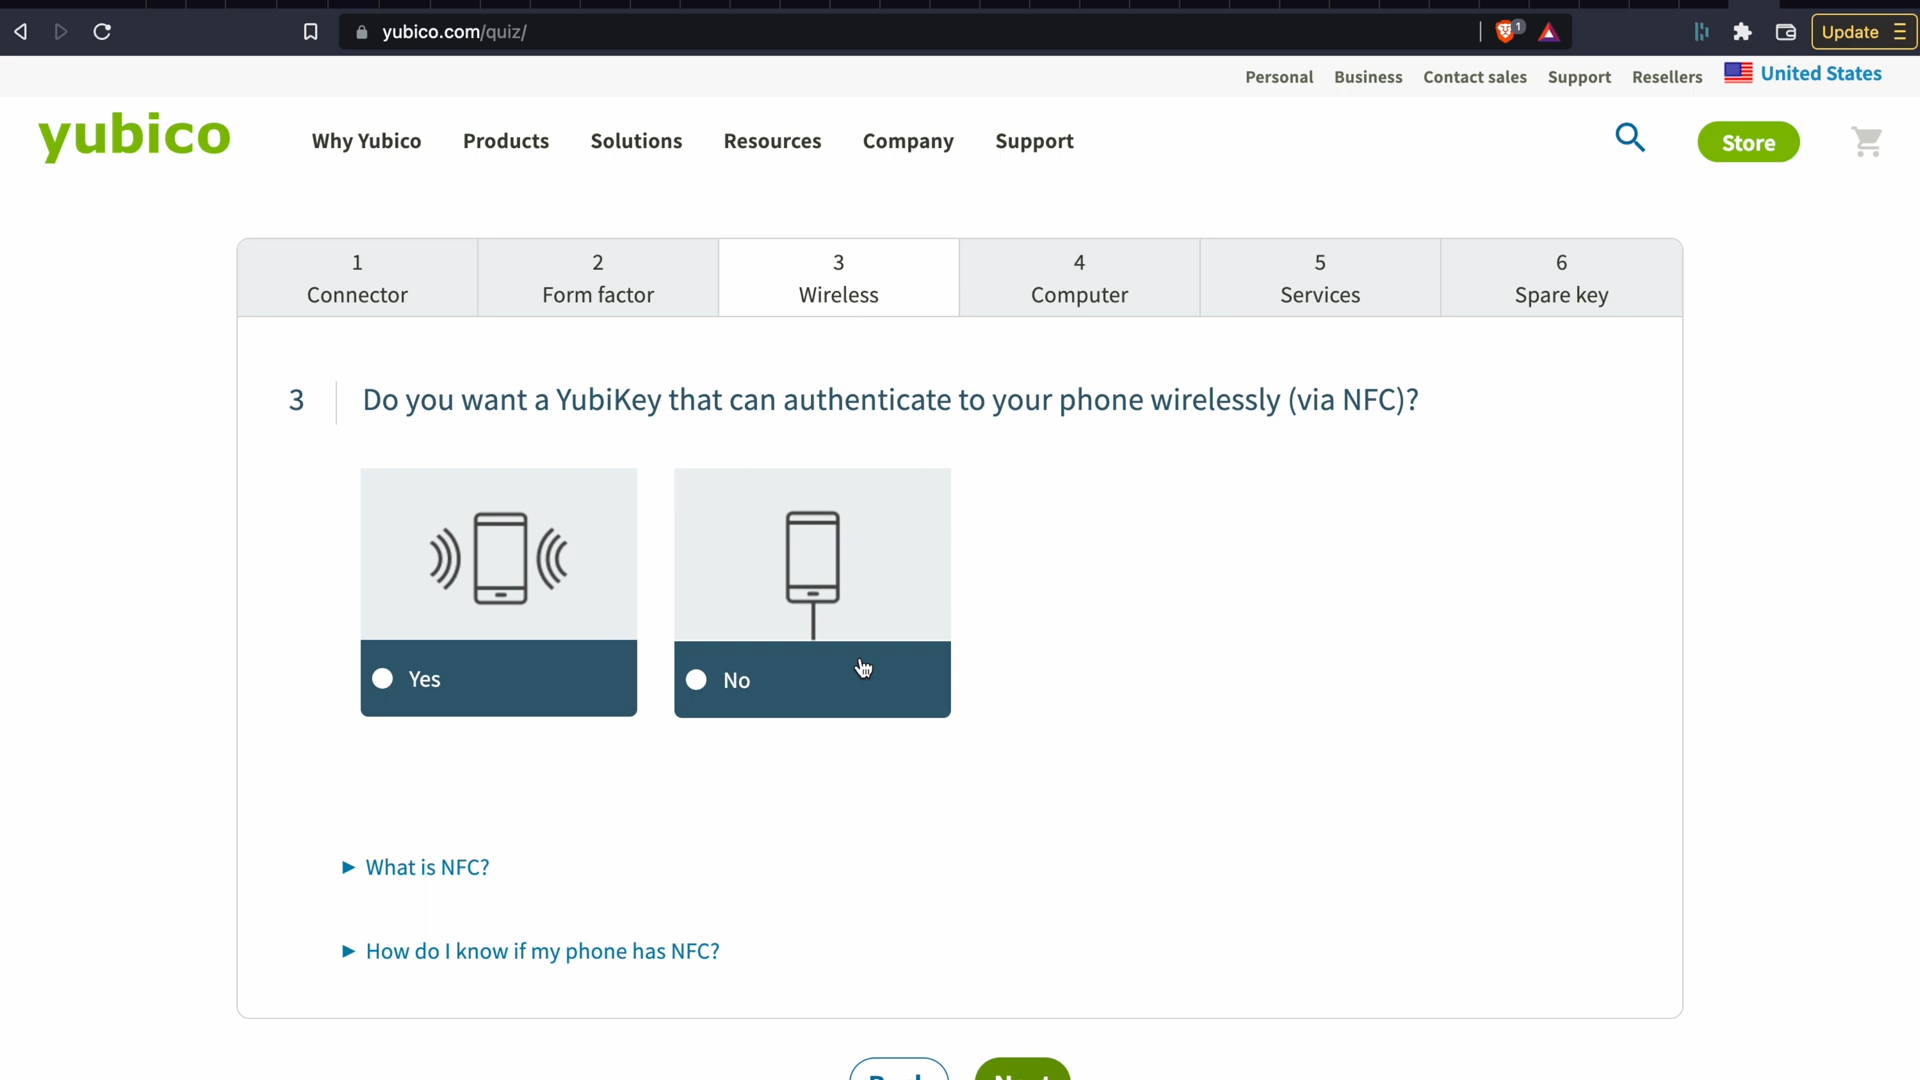 yubico.com/quiz/
1
Update
Personal Business Contact sales Support Resellers United States
yubico Why Yubico Products Solutions Resources Company Support Store
1 2 3 4 5 6
Connector Form factor Wireless Computer Services Spare key
3 Do you want a YubiKey that can authenticate to your phone wirelessly (via NFC)?
Yes No
What is NFC?
How do I know if my phone has NFC?